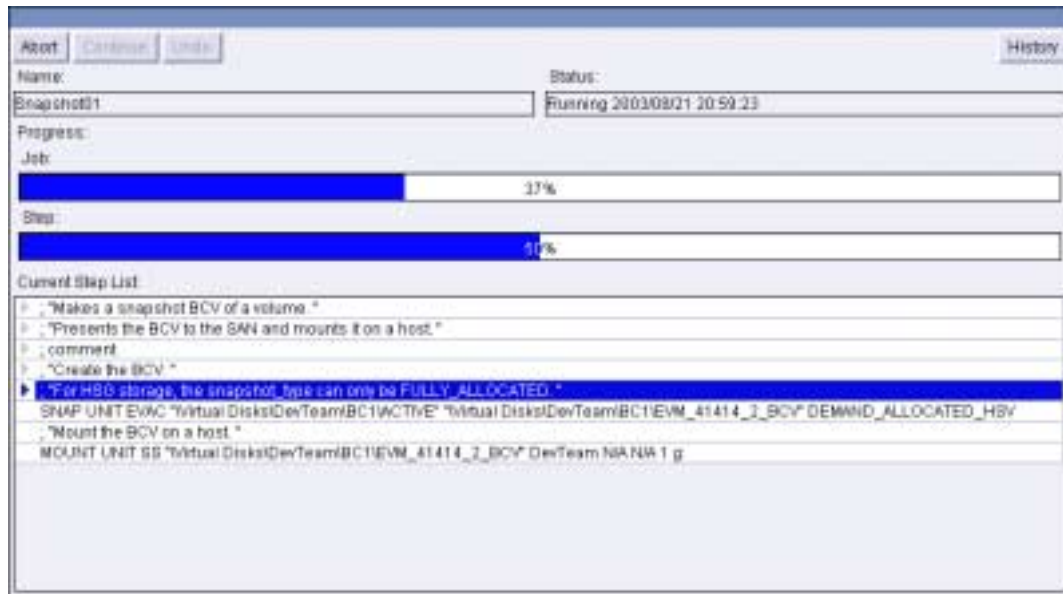 Abort Continue Undo History
Name: Status:
Snapshot01 Running 2003/08/21 20:59:23
Progress:
Job:
37%
Step:
50%
Current Step List:
; "Makes a snapshot BCV of a volume. "
; "Presents the BCV to the SAN and mounts it on a host."
; comment
; "Create the BCV. "
; "For HSG storage, the snapshot_type can only be FULLY_ALLOCATED. "
SNAP UNIT EVAC "\Virtual Disks\DevTeam\BC1\ACTIVE" "\Virtual Disks\DevTeam\BC1\EVM_41414_2_BCV" DEMAND_ALLOCATED_HSV
; "Mount the BCV on a host. "
MOUNT UNIT SS "\Virtual Disks\DevTeam\BC1\EVM_41414_2_BCV" DevTeam N/A N/A 1 g: